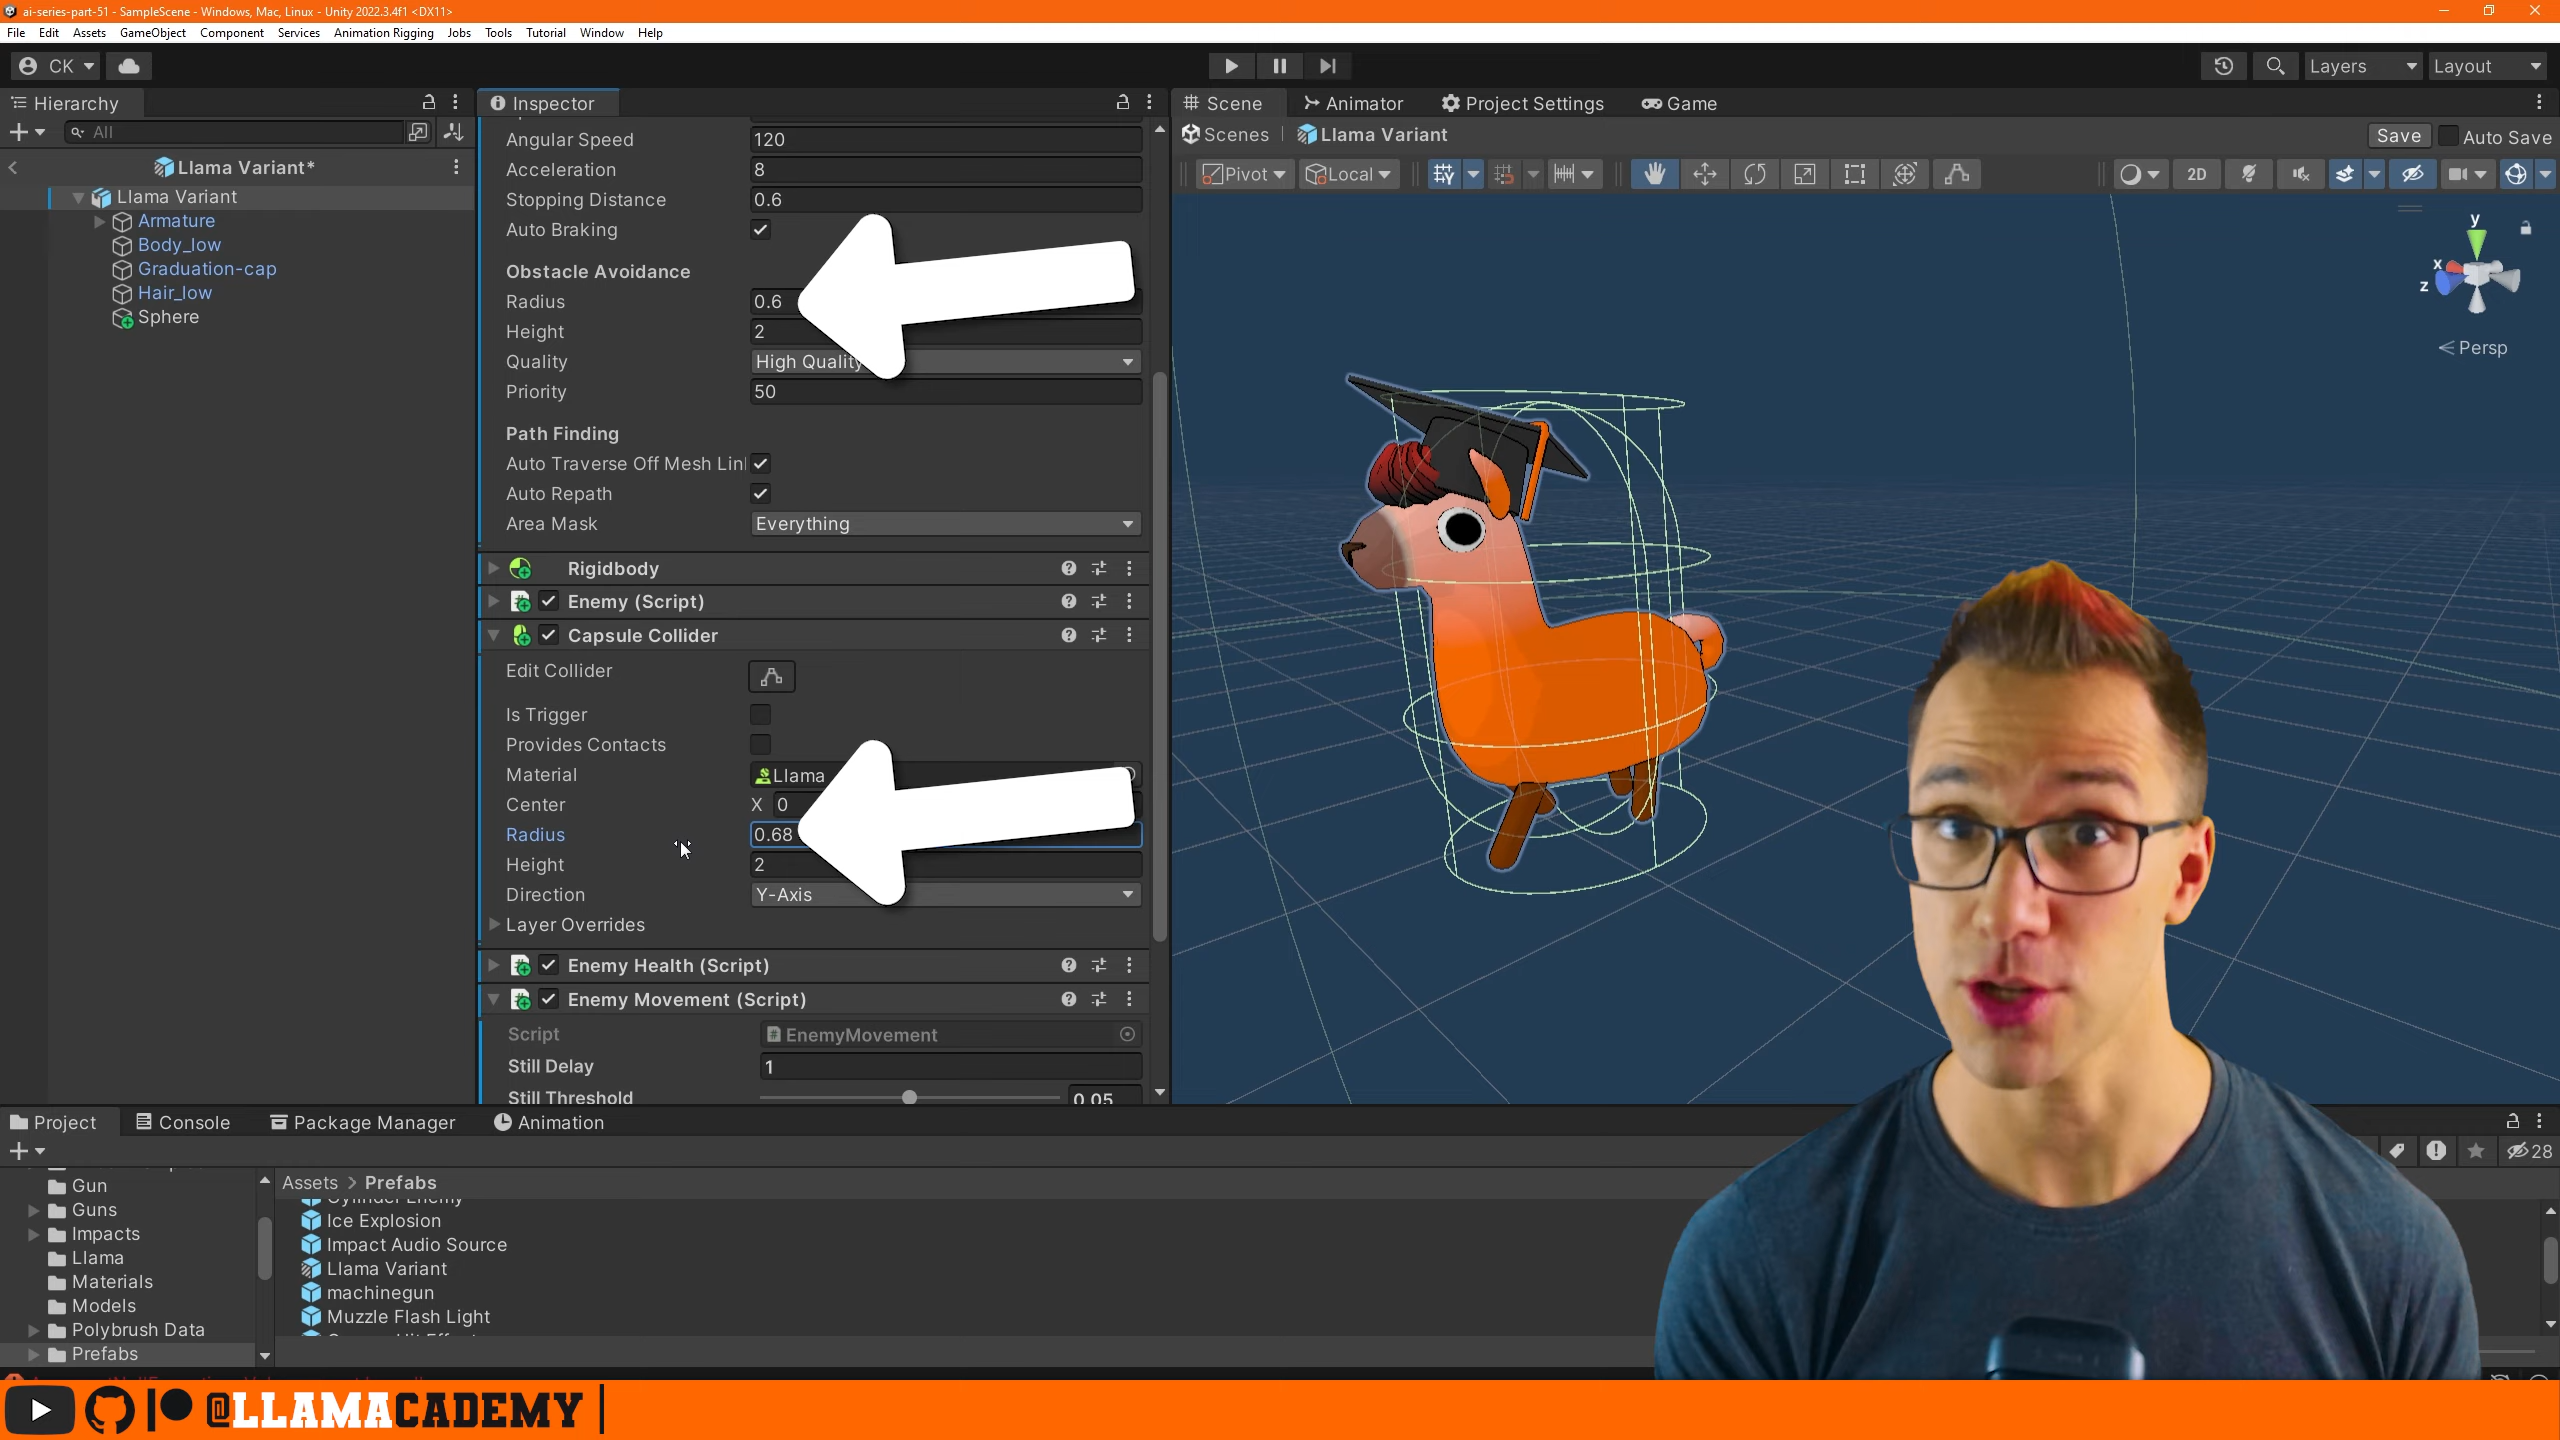 ai-series-part-51 - SampleScene - Windows, Mac, Linux - Unity 2022.3.4f1 <DX11>
File Edit Assets GameObject Component Services Animation Rigging Jobs Tools Tutorial Window Help
CK
Layers
Layout
Hierarchy
All
Llama Variant*
Llama Variant
Armature
Body_low
Graduation-cap
Hair_low
Sphere
Inspector
Angular Speed 120
Acceleration 8
Stopping Distance 0.6
Auto Braking
Obstacle Avoidance
Radius 0.6
Height 2
Quality High Quality
Priority 50
Path Finding
Auto Traverse Off Mesh Lin
Auto Repath
Area Mask Everything
Rigidbody
Enemy (Script)
Capsule Collider
Edit Collider
Is Trigger
Provides Contacts
Material Llama
Center X 0
Radius 0.68
Height 2
Direction Y-Axis
Layer Overrides
Enemy Health (Script)
Enemy Movement (Script)
Script EnemyMovement
Still Delay 1
Still Threshold 0.05
Scene Animator Project Settings Game
Scenes Llama Variant
Save Auto Save
Pivot Local 2D
y
x
z
Persp
Project Console Package Manager Animation
28
Gun
Guns
Impacts
Llama
Materials
Models
Polybrush Data
Prefabs
Assets > Prefabs
Cylinder Enemy
Ice Explosion
Impact Audio Source
Llama Variant
machinegun
Muzzle Flash Light
@LLAMACADEMY